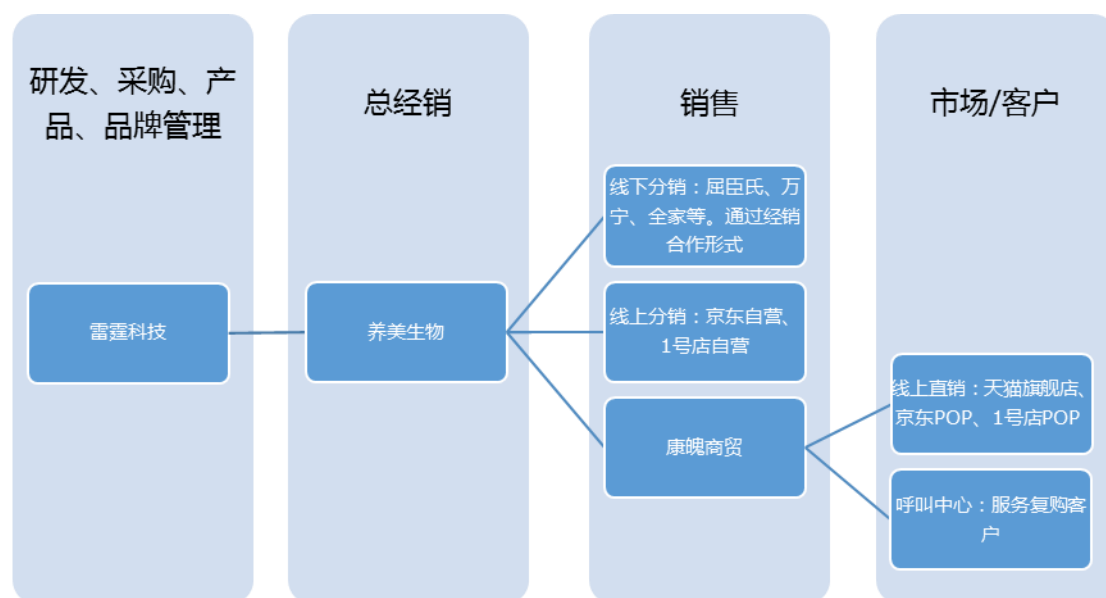 研发、采购、产
品、品牌管理
总经销
销售
市场/客户
线下分销：屈臣氏、万
宁、全家等。通过经销
合作形式
雷霆科技
养美生物
线上分销：京东自营、
1号店自营
线上直销：天猫旗舰店、
京东POP、1号店POP
康魄商贸
呼叫中心：服务复购客
户